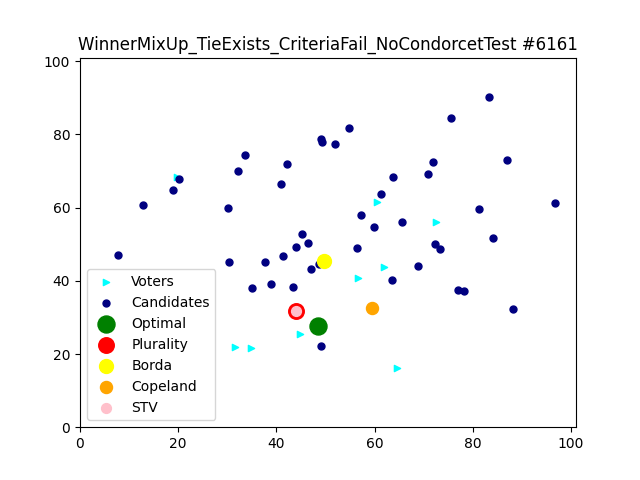 WinnerMixUp_TieExists_CriteriaFail_NoCondorcetTest #6161
100
80
60
40
20
0
Voters
Candidates
Optimal
Plurality
Borda
Copeland
STV
0 20 40 60 80 100